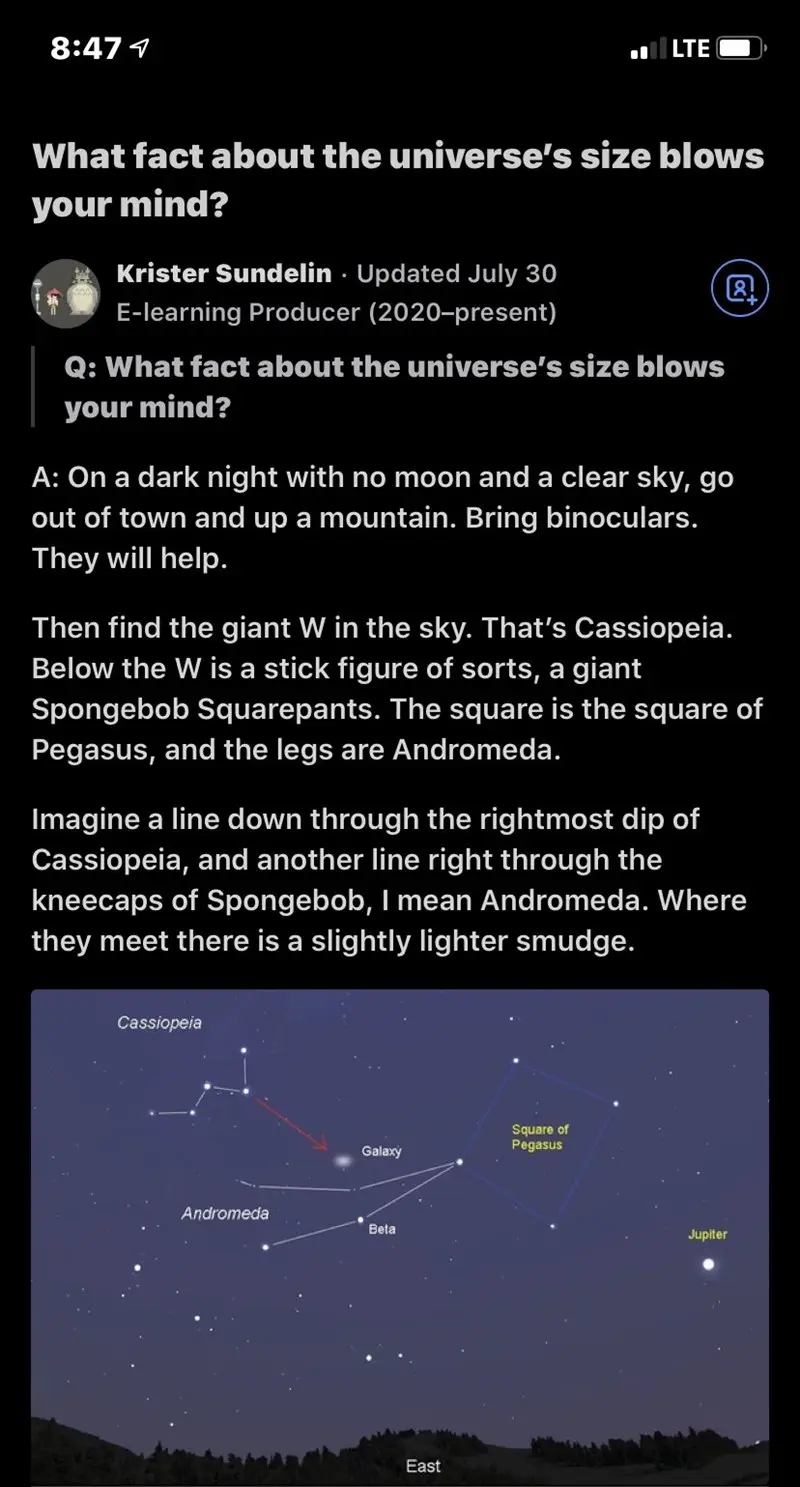 8:47
LTE
What fact about the universe’s size blows
your mind?
Krister Sundelin · Updated July 30
E-learning Producer (2020–present)
Q: What fact about the universe’s size blows
your mind?
A: On a dark night with no moon and a clear sky, go
out of town and up a mountain. Bring binoculars.
They will help.
Then find the giant W in the sky. That’s Cassiopeia.
Below the W is a stick figure of sorts, a giant
Spongebob Squarepants. The square is the square of
Pegasus, and the legs are Andromeda.
Imagine a line down through the rightmost dip of
Cassiopeia, and another line right through the
kneecaps of Spongebob, I mean Andromeda. Where
they meet there is a slightly lighter smudge.
Cassiopeia
Galaxy
Square of
Pegasus
Andromeda
Beta
Jupiter
East